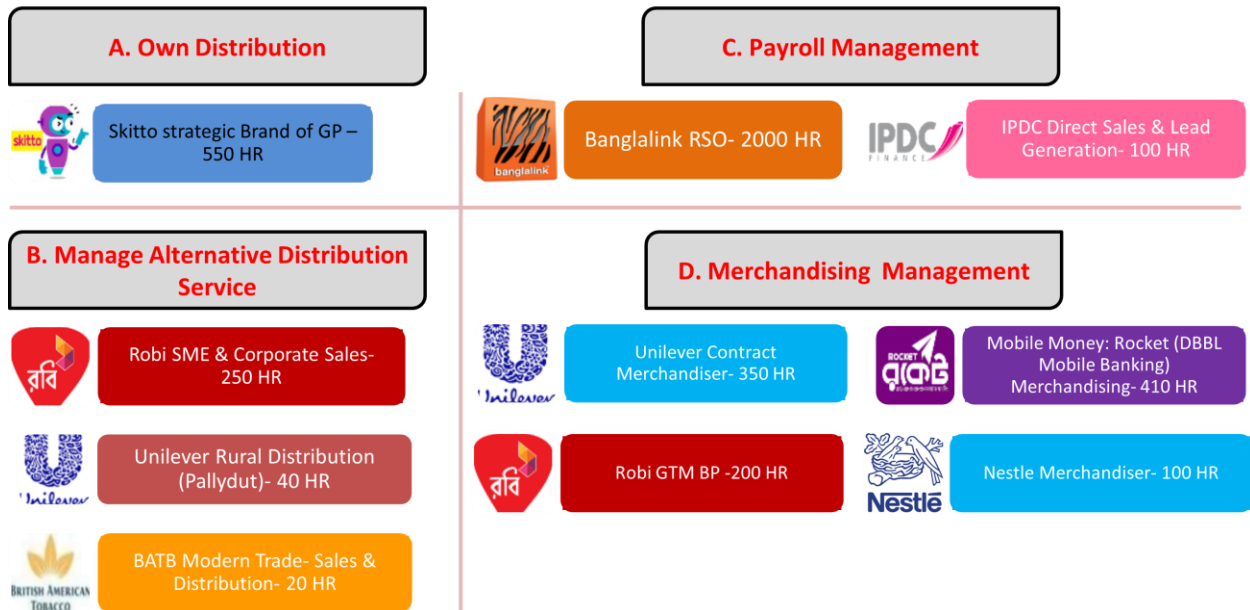 A. Own Distribution
skitto
Skitto strategic Brand of GP –
550 HR
C. Payroll Management
banglalink
Banglalink RSO- 2000 HR
IPDC
FINANCE
IPDC Direct Sales & Lead
Generation- 100 HR
B. Manage Alternative Distribution
Service
রবি
Robi SME & Corporate Sales-
250 HR
Unilever
Unilever Rural Distribution
(Pallydut)- 40 HR
BRITISH AMERICAN
TOBACCO
BATB Modern Trade- Sales &
Distribution- 20 HR
D. Merchandising Management
Unilever
Unilever Contract
Merchandiser- 350 HR
ROCKET
রকেট
Mobile Money: Rocket (DBBL
Mobile Banking)
Merchandising- 410 HR
রবি
Robi GTM BP -200 HR
Nestlé
Nestle Merchandiser- 100 HR